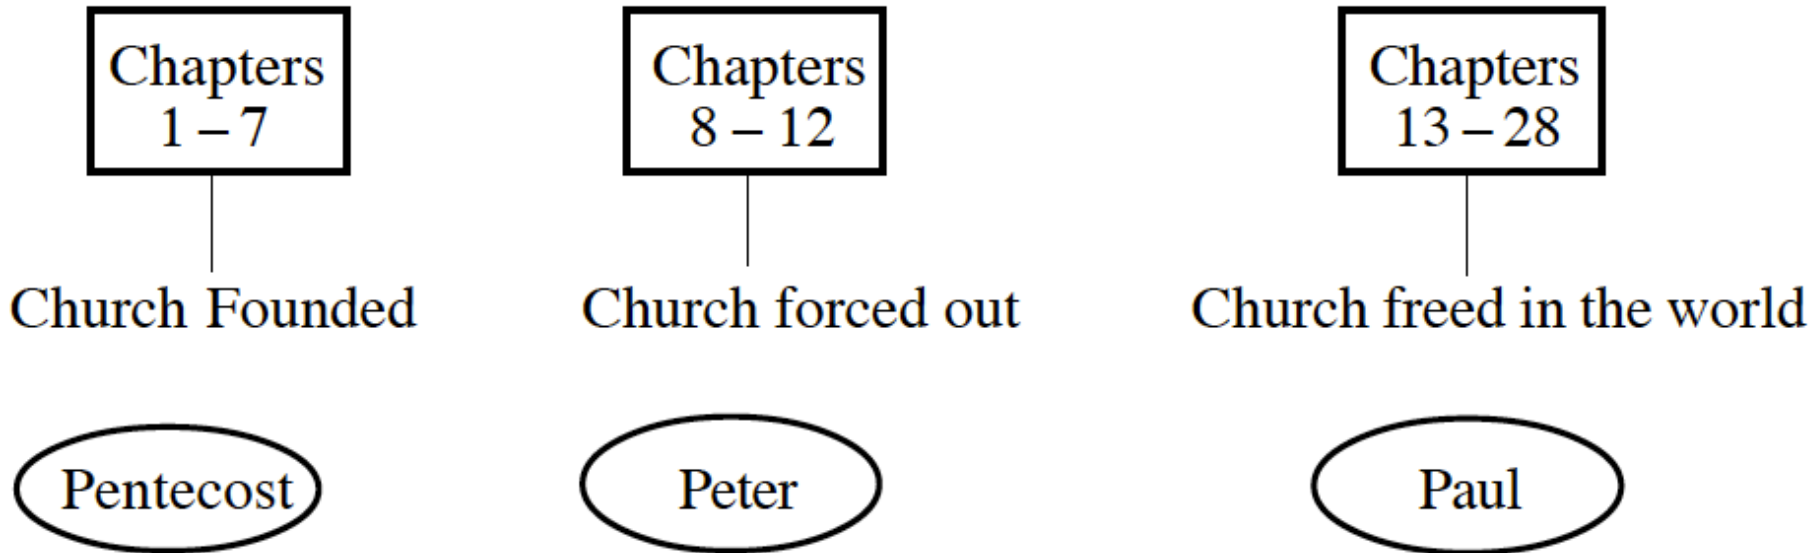 Chapters
1 – 7
Chapters
8 – 12
Chapters
13 – 28
Church Founded
Church forced out
Church freed in the world
Pentecost
Peter
Paul